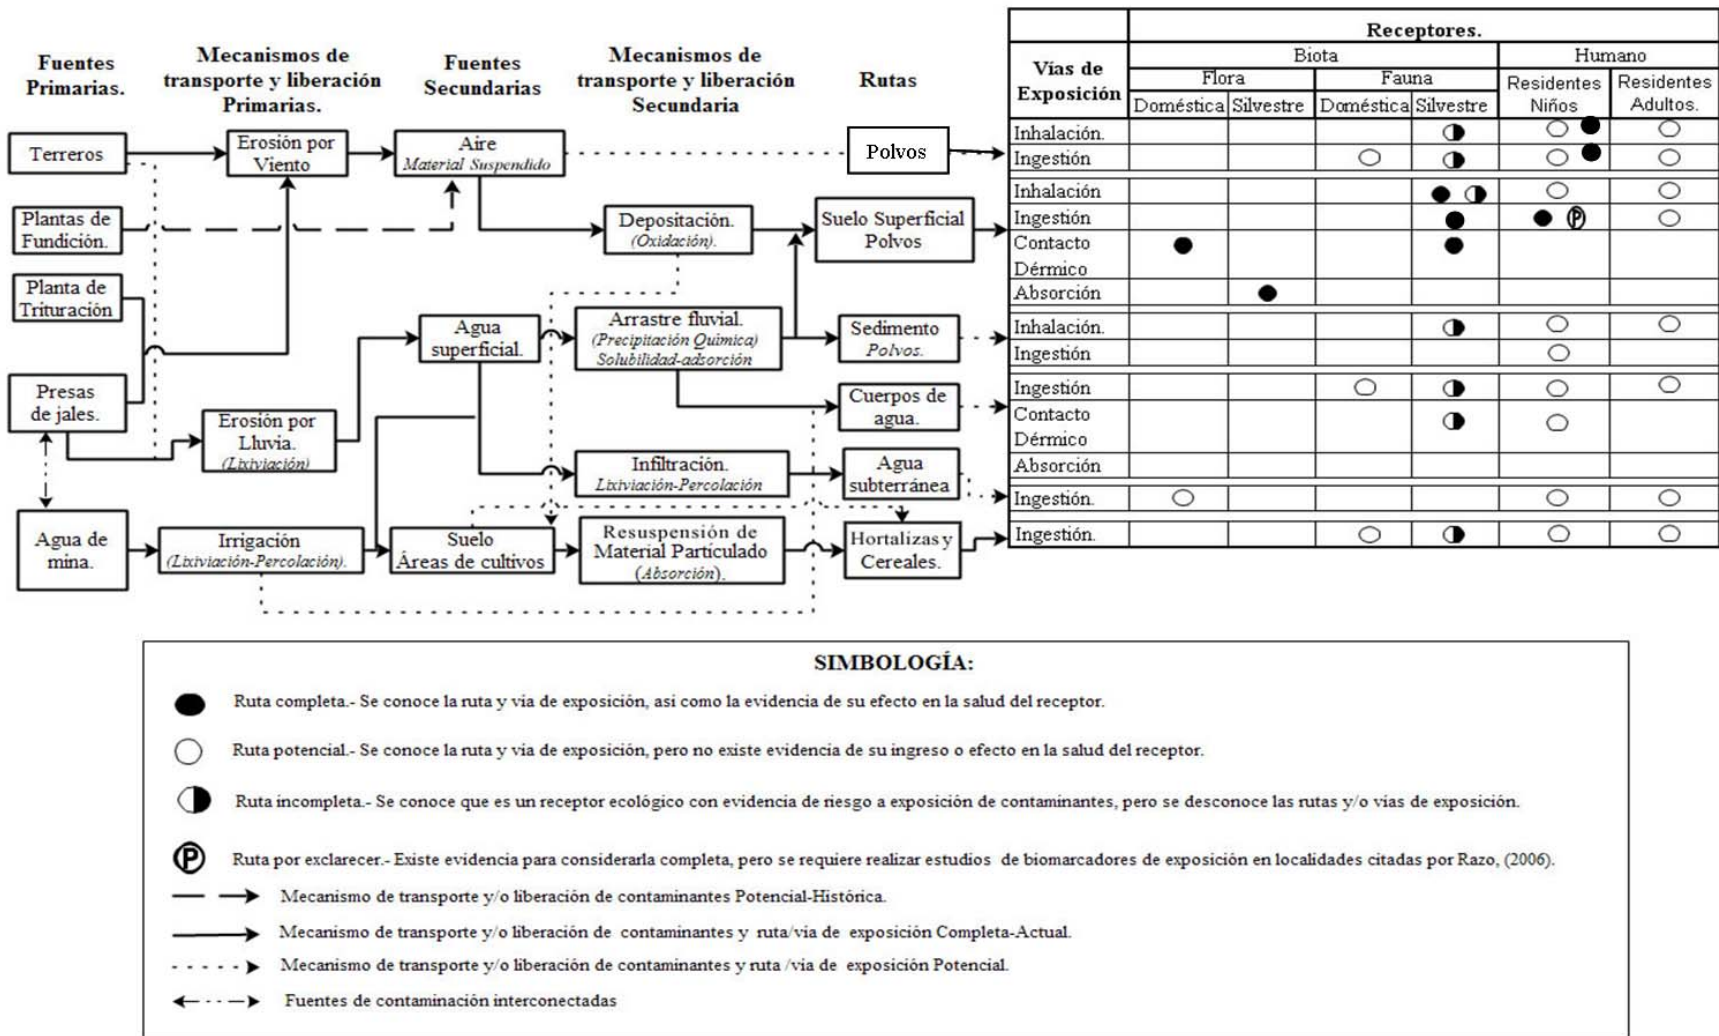 Fuentes
Primarias.
Mecanismos de
transporte y liberación
Primarias.
Fuentes
Secundarias
Mecanismos de
transporte y liberación
Secundaria
Rutas
Terreros
Erosión por
Viento
Aire
Material Suspendido
Polvos
Plantas de
Fundición.
Depositación.
(Oxidación).
Suelo Superficial
Polvos
Planta de
Trituración
Agua
superficial.
Arrastre fluvial.
(Precipitación Química)
Solubilidad-adsorción
Sedimento
Polvos.
Presas
de jales.
Erosión por
Lluvia.
(Lixiviación)
Cuerpos de
agua.
Infiltración.
Lixiviación-Percolación
Agua
subterránea
Agua de
mina.
Irrigación
(Lixiviación-Percolación).
Suelo
Áreas de cultivos
Resuspensión de
Material Particulado
(Absorción).
Hortalizas y
Cereales.
Vías de
Exposición
Receptores.
Biota
Humano
Flora
Fauna
Residentes
Niños
Residentes
Adultos.
Doméstica
Silvestre
Doméstica
Silvestre
Inhalación.
Ingestión
Inhalación
Ingestión
Contacto
Dérmico
Absorción
Inhalación.
Ingestión
Ingestión
Contacto
Dérmico
Absorción
Ingestión.
Ingestión.
P
SIMBOLOGÍA:
Ruta completa.- Se conoce la ruta y vía de exposición, así como la evidencia de su efecto en la salud del receptor.
Ruta potencial.- Se conoce la ruta y vía de exposición, pero no existe evidencia de su ingreso o efecto en la salud del receptor.
Ruta incompleta.- Se conoce que es un receptor ecológico con evidencia de riesgo a exposición de contaminantes, pero se desconoce las rutas y/o vías de exposición.
P Ruta por exclarecer.- Existe evidencia para considerarla completa, pero se requiere realizar estudios de biomarcadores de exposición en localidades citadas por Razo, (2006).
Mecanismo de transporte y/o liberación de contaminantes Potencial-Histórica.
Mecanismo de transporte y/o liberación de contaminantes y ruta/vía de exposición Completa-Actual.
Mecanismo de transporte y/o liberación de contaminantes y ruta /vía de exposición Potencial.
Fuentes de contaminación interconectadas